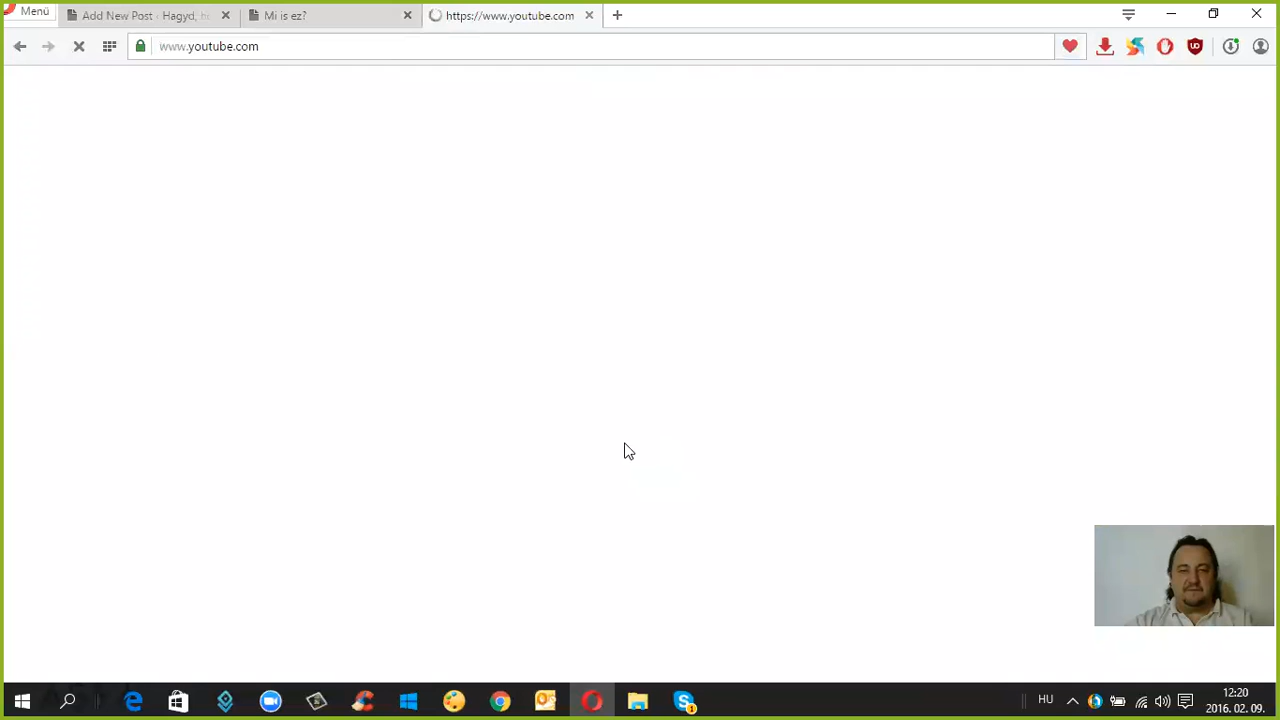 Menü
Add New Post - Hagyd, h
Mi is ez?
https://www.youtube.com
www.youtube.com
HU
12:20
2016. 02. 09.